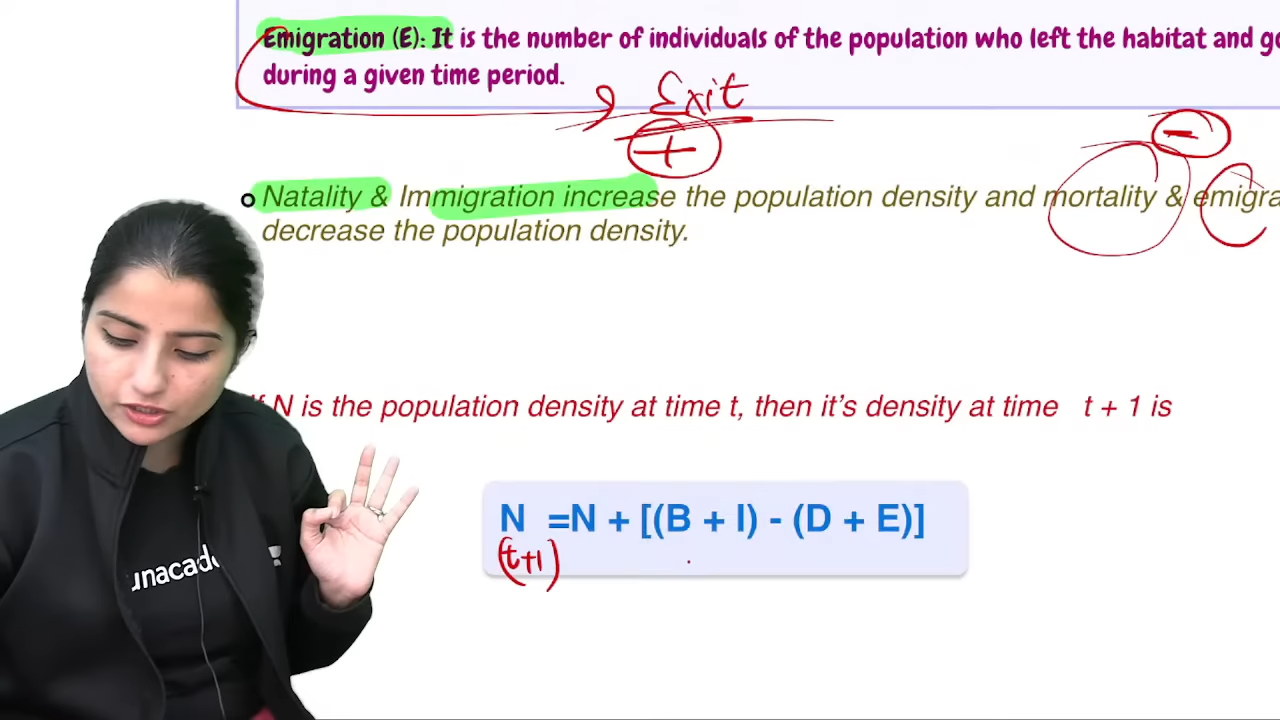 Emigration (E): It is the number of individuals of the population who left the habitat and go
during a given time period.
Exit
+
-
Natality & Immigration increase the population density and mortality & emigra
decrease the population density.
If N is the population density at time t, then it's density at time t + 1 is
N =N + [(B + I) - (D + E)]
(t+1)
unacade